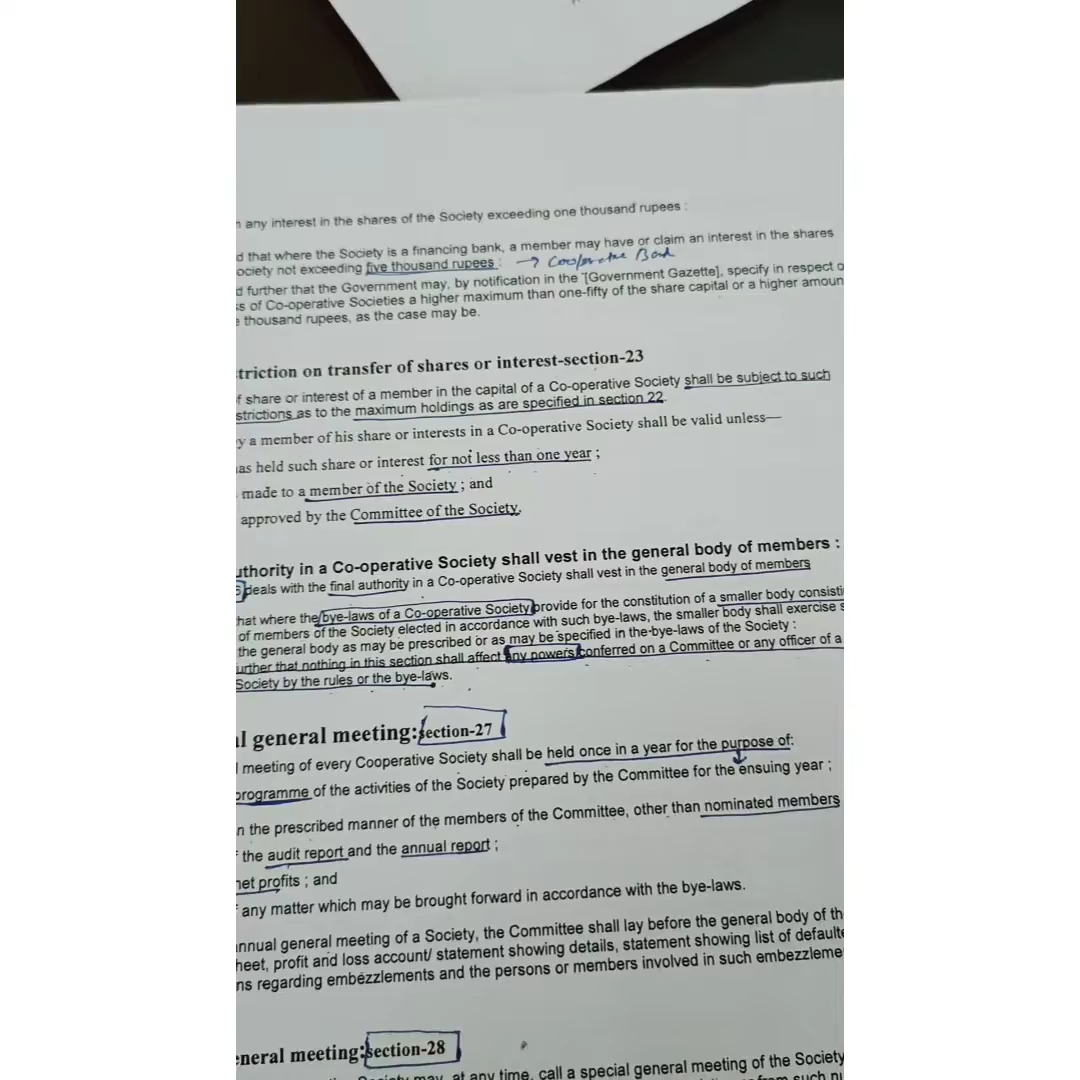 any interest in the shares of the Society exceeding one thousand rupees :
d that where the Society is a financing bank, a member may have or claim an interest in the shares
ociety not exceeding five thousand rupees : → Cooperative Bank
d further that the Government may, by notification in the [Government Gazette], specify in respect o
s of Co-operative Societies a higher maximum than one-fifty of the share capital or a higher amoun
thousand rupees, as the case may be.
triction on transfer of shares or interest-section-23
f share or interest of a member in the capital of a Co-operative Society shall be subject to such
strictions as to the maximum holdings as are specified in section 22.
y a member of his share or interests in a Co-operative Society shall be valid unless—
as held such share or interest for not less than one year ;
made to a member of the Society ; and
approved by the Committee of the Society.
uthority in a Co-operative Society shall vest in the general body of members :
deals with the final authority in a Co-operative Society shall vest in the general body of members
hat where the bye-laws of a Co-operative Society provide for the constitution of a smaller body consisti
of members of the Society elected in accordance with such bye-laws, the smaller body shall exercise s
the general body as may be prescribed or as may be specified in the bye-laws of the Society :
urther that nothing in this section shall affect any powers conferred on a Committee or any officer of a
Society by the rules or the bye-laws.
l general meeting:section-27
meeting of every Cooperative Society shall be held once in a year for the purpose of:
programme of the activities of the Society prepared by the Committee for the ensuing year ;
n the prescribed manner of the members of the Committee, other than nominated members
the audit report and the annual report ;
net profits ; and
any matter which may be brought forward in accordance with the bye-laws.
nnual general meeting of a Society, the Committee shall lay before the general body of th
heet, profit and loss account/ statement showing details, statement showing list of defaulte
ns regarding embezzlements and the persons or members involved in such embezzleme
eneral meeting:section-28
may, at any time, call a special general meeting of the Society
from such